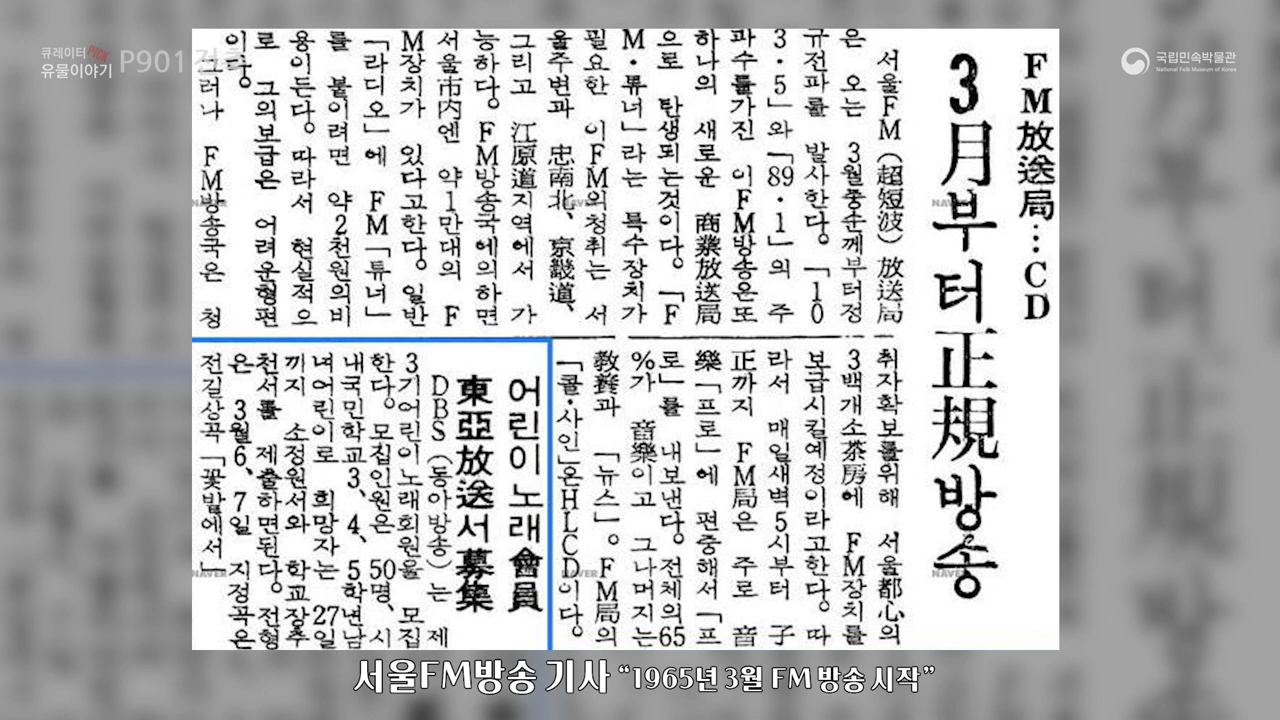 큐레이터 PICK
유물이야기
P901 전축
국립민속박물관
National Folk Museum of Korea
FM放送局…CD
3月부터 正規방송
서울FM(超短波)放送局
은 오는 3월중순께부터정
규전파를 발사한다。「10
3·5」와「89·1」의 주
파수를가진 이FM방송은또
하나의 새로운 商業放送局
으로 탄생되는것이다。「F
M·튜너」라는 특수장치가
필요한 이FM의청취는 서
울주변과 忠南北、京畿道、
그리고 江原道지역에서 가
능하다。FM방송국에의하면
서울市内엔 약1만대의 F
M장치가 있다고한다。일반
「라디오」에 FM「튜너」
를 붙이려면 약2천원의비
용이든다。따라서 현실적으
로 그의보급은 어려운형편
이다。
그러나 FM방송국은 청
취자확보를위해 서울都心의
3백개소茶房에 FM장치를
보급시킬예정이라고한다。따
라서 매일새벽5시부터 子
正까지 FM局은 주로 音
樂「프로」에 편중해서「프
로」를 내보낸다。전체의65
%가 音樂이고 그나머지는
敎養과 「뉴스」。FM局의
「콜·사인」은HLCD이다。
어린이노래會員
東亞放送서募集
DBS(동아방송)는 제
3기어린이노래회원을 모집
한다。모집인원은 50명、시
내국민학교3、4、5학년남
녀어린이로 희망자는 27일
까지 소정원서와 학교장추
천서를 제출하면된다。전형
은 3월6、7일 지정곡은
전길상곡「꽃밭에서」
NAVER
NAVER
NAVER
NAVER
NAVER
NAVER
서울FM방송 기사 “1965년 3월 FM 방송 시작”